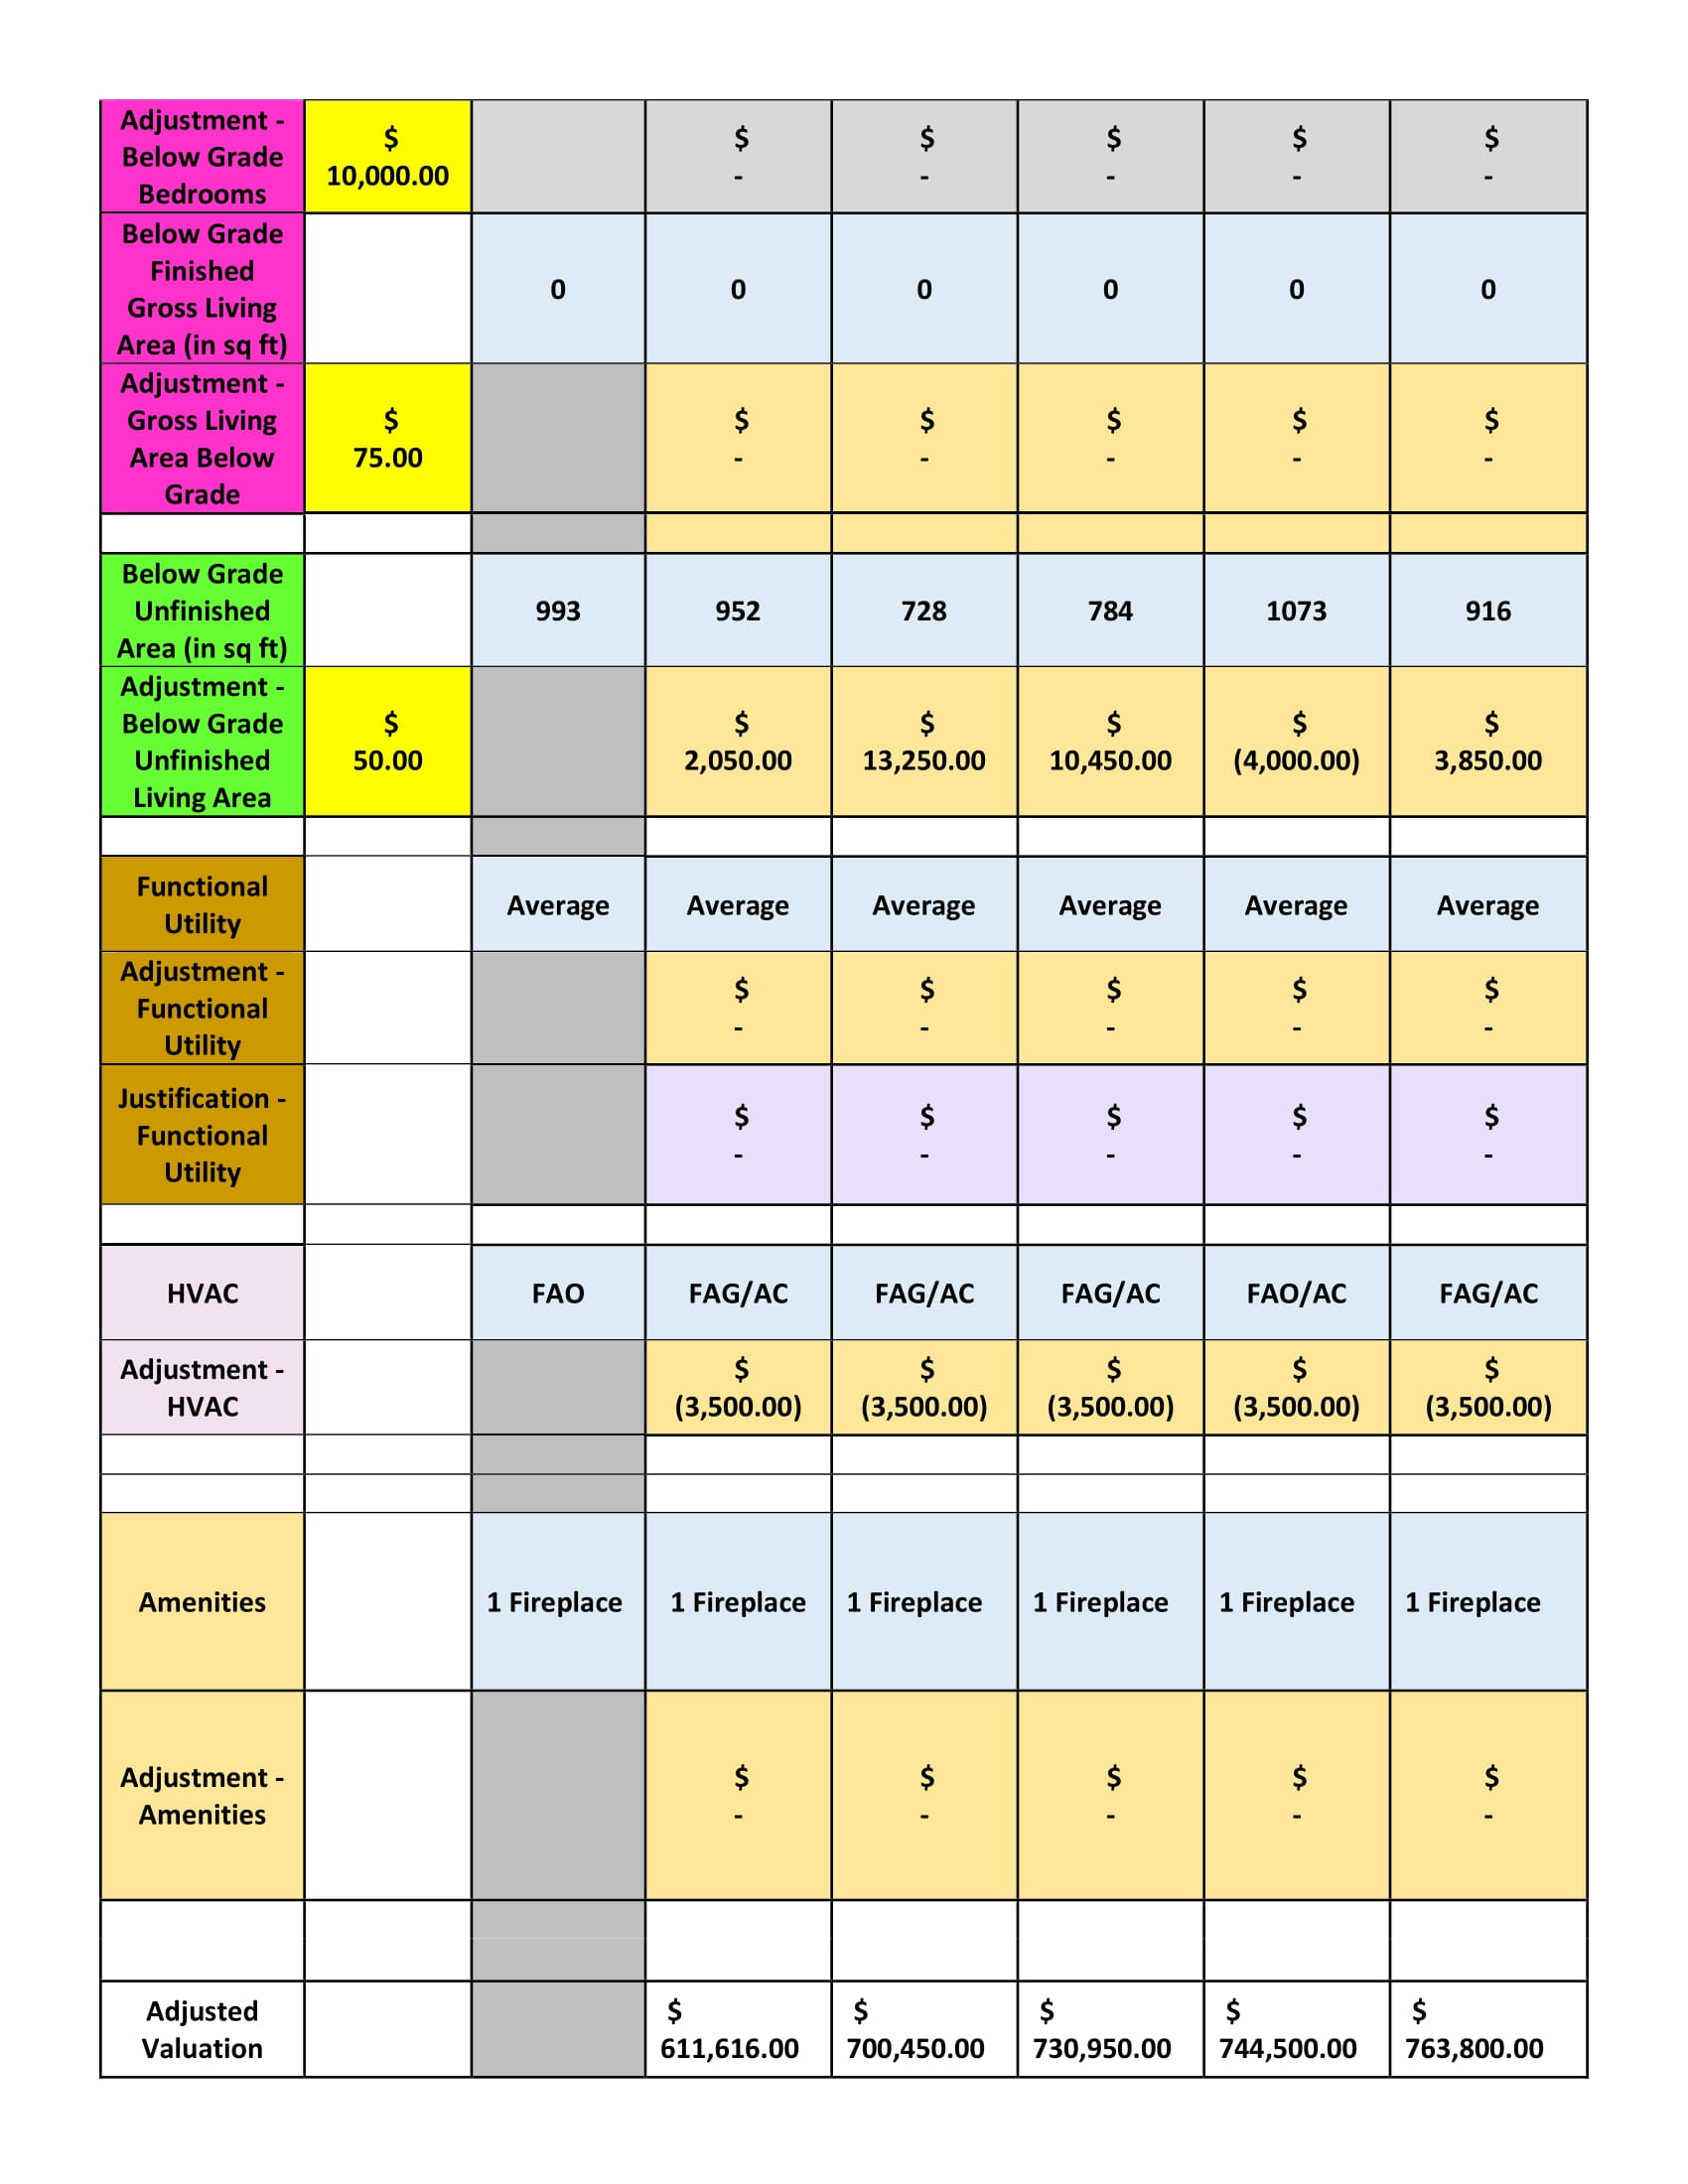 Adjustment -
Below Grade
Bedrooms
$
10,000.00
$
-
$
-
$
-
$
-
$
-
Below Grade
Finished
Gross Living
Area (in sq ft)
0
0
0
0
0
0
Adjustment -
Gross Living
Area Below
Grade
$
75.00
$
-
$
-
$
-
$
-
$
-
Below Grade
Unfinished
Area (in sq ft)
993
952
728
784
1073
916
Adjustment -
Below Grade
Unfinished
Living Area
$
50.00
$
2,050.00
$
13,250.00
$
10,450.00
$
(4,000.00)
$
3,850.00
Functional
Utility
Average
Average
Average
Average
Average
Average
Adjustment -
Functional
Utility
$
-
$
-
$
-
$
-
$
-
Justification -
Functional
Utility
$
-
$
-
$
-
$
-
$
-
HVAC
FAO
FAG/AC
FAG/AC
FAG/AC
FAO/AC
FAG/AC
Adjustment -
HVAC
$
(3,500.00)
$
(3,500.00)
$
(3,500.00)
$
(3,500.00)
$
(3,500.00)
Amenities
1 Fireplace
1 Fireplace
1 Fireplace
1 Fireplace
1 Fireplace
1 Fireplace
Adjustment -
Amenities
$
-
$
-
$
-
$
-
$
-
Adjusted
Valuation
$
611,616.00
$
700,450.00
$
730,950.00
$
744,500.00
$
763,800.00